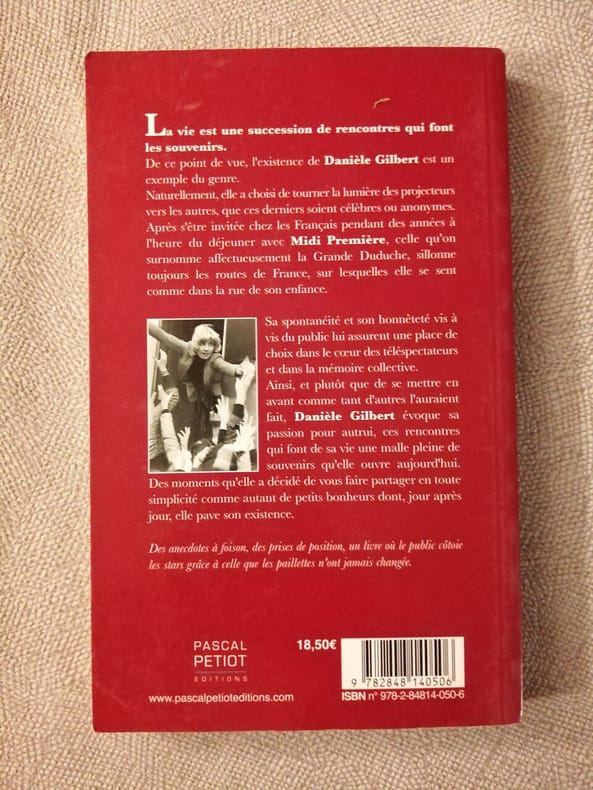 La vie est une succession de rencontres qui font
les souvenirs.
De ce point de vue, l'existence de Danièle Gilbert est un
exemple du genre.
Naturellement, elle a choisi de tourner la lumière des projecteurs
vers les autres, que ces derniers soient célèbres ou anonymes.
Après s'être invitée chez les Français pendant des années à
l'heure du déjeuner avec Midi Première, celle qu'on
surnomme affectueusement la Grande Duduche, sillonne
toujours les routes de France, sur lesquelles elle se sent
comme dans la rue de son enfance.
Sa spontanéité et son honnêteté vis à
vis du public lui assurent une place de
choix dans le cœur des téléspectateurs
et dans la mémoire collective.
Ainsi, et plutôt que de se mettre en
avant comme tant d'autres l'auraient
fait, Danièle Gilbert évoque sa
passion pour autrui, ces rencontres
qui font de sa vie une malle pleine de
souvenirs qu'elle ouvre aujourd'hui.
Des moments qu'elle a décidé de vous faire partager en toute
simplicité comme autant de petits bonheurs dont, jour après
jour, elle pave son existence.
Des anecdotes à foison, des prises de position, un livre où le public côtoie
les stars grâce à celle que les paillettes n'ont jamais changée.
PASCAL
PETIOT
EDITIONS
www.pascalpetioteditions.com
18,50€
9 782848 140506
ISBN n° 978-2-84814-050-6